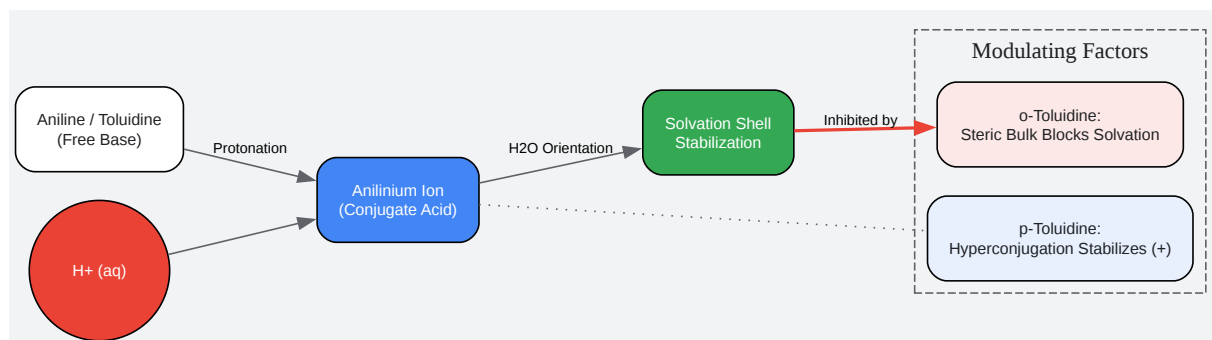 Aniline / Toluidine
(Free Base)
H+ (aq)
Protonation
Anilinium Ion
(Conjugate Acid)
H2O Orientation
Solvation Shell
Stabilization
Inhibited by
Modulating Factors
o-Toluidine:
Steric Bulk Blocks Solvation
p-Toluidine:
Hyperconjugation Stabilizes (+)